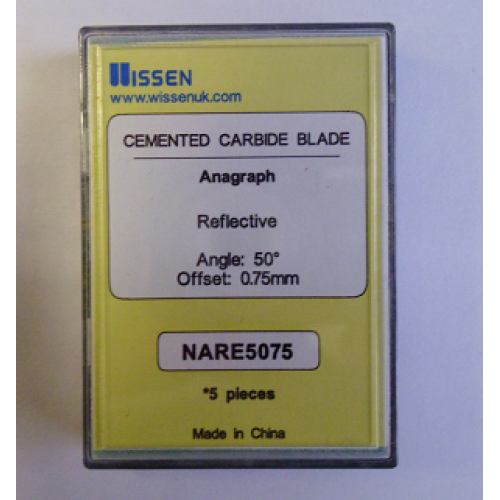 WISSEN
www.wissenuk.com
CEMENTED CARBIDE BLADE
Anagraph
Reflective
Angle: 50°
Offset: 0.75mm
NARE5075
*5 pieces
Made in China